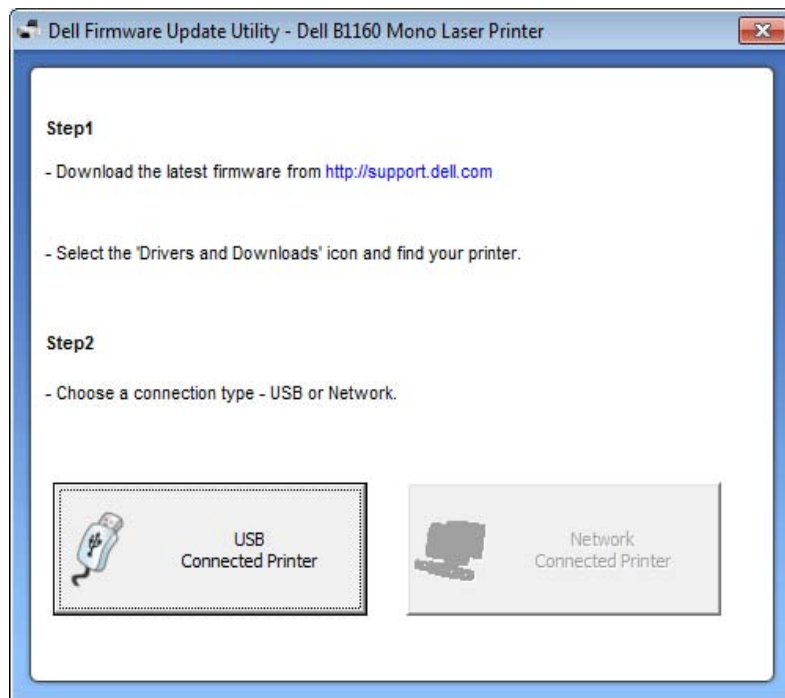 Dell Firmware Update Utility - Dell B1160 Mono Laser Printer
Step1
- Download the latest firmware from http://support.dell.com
- Select the 'Drivers and Downloads' icon and find your printer.
Step2
- Choose a connection type - USB or Network.
USB
Connected Printer
Network
Connected Printer